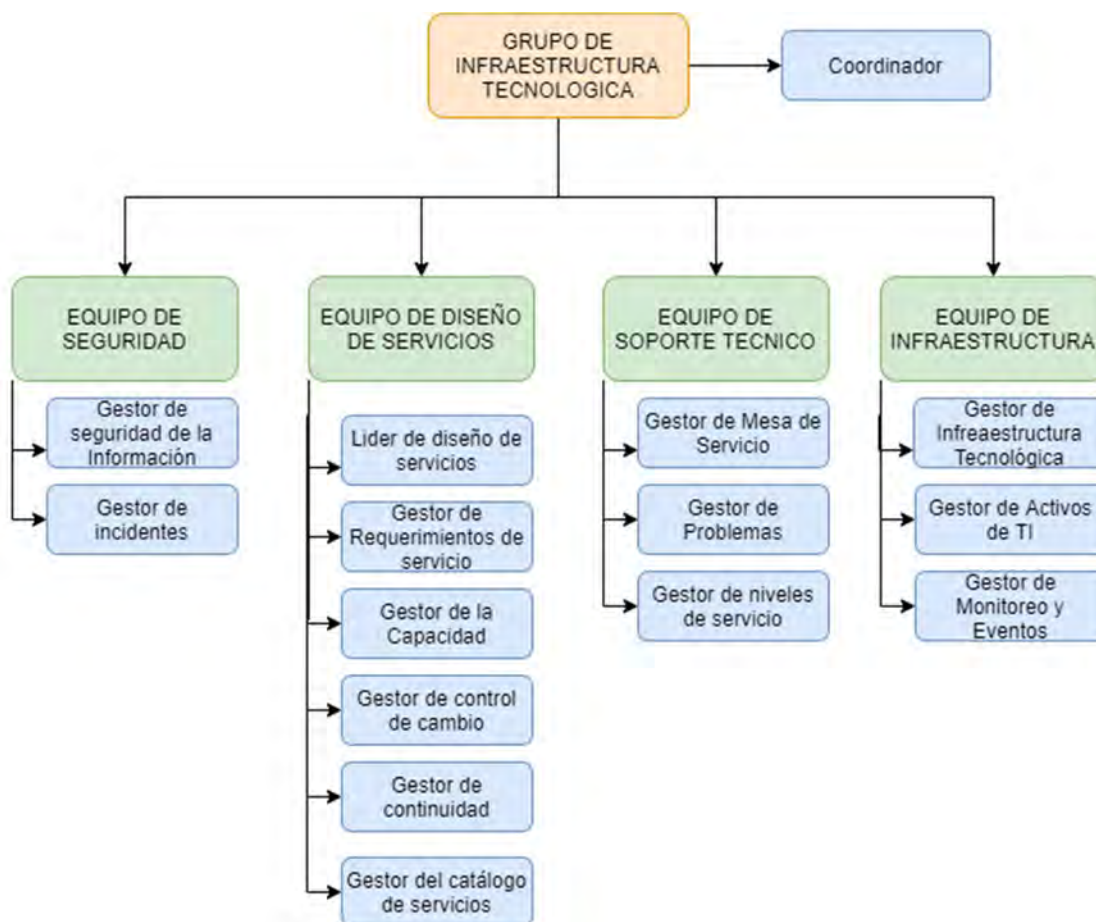 GRUPO DE
INFRAESTRUCTURA
TECNOLOGICA
Coordinador
EQUIPO DE
SEGURIDAD
Gestor de
seguridad de la
Información
Gestor de
incidentes
EQUIPO DE DISEÑO
DE SERVICIOS
Lider de diseño de
servicios
Gestor de
Requerimientos de
servicio
Gestor de la
Capacidad
Gestor de control
de cambio
Gestor de
continuidad
Gestor del catálogo
de servicios
EQUIPO DE
SOPORTE TECNICO
Gestor de Mesa de
Servicio
Gestor de
Problemas
Gestor de niveles
de servicio
EQUIPO DE
INFRAESTRUCTURA
Gestor de
Infreaestructura
Tecnológica
Gestor de Activos
de TI
Gestor de
Monitoreo y
Eventos